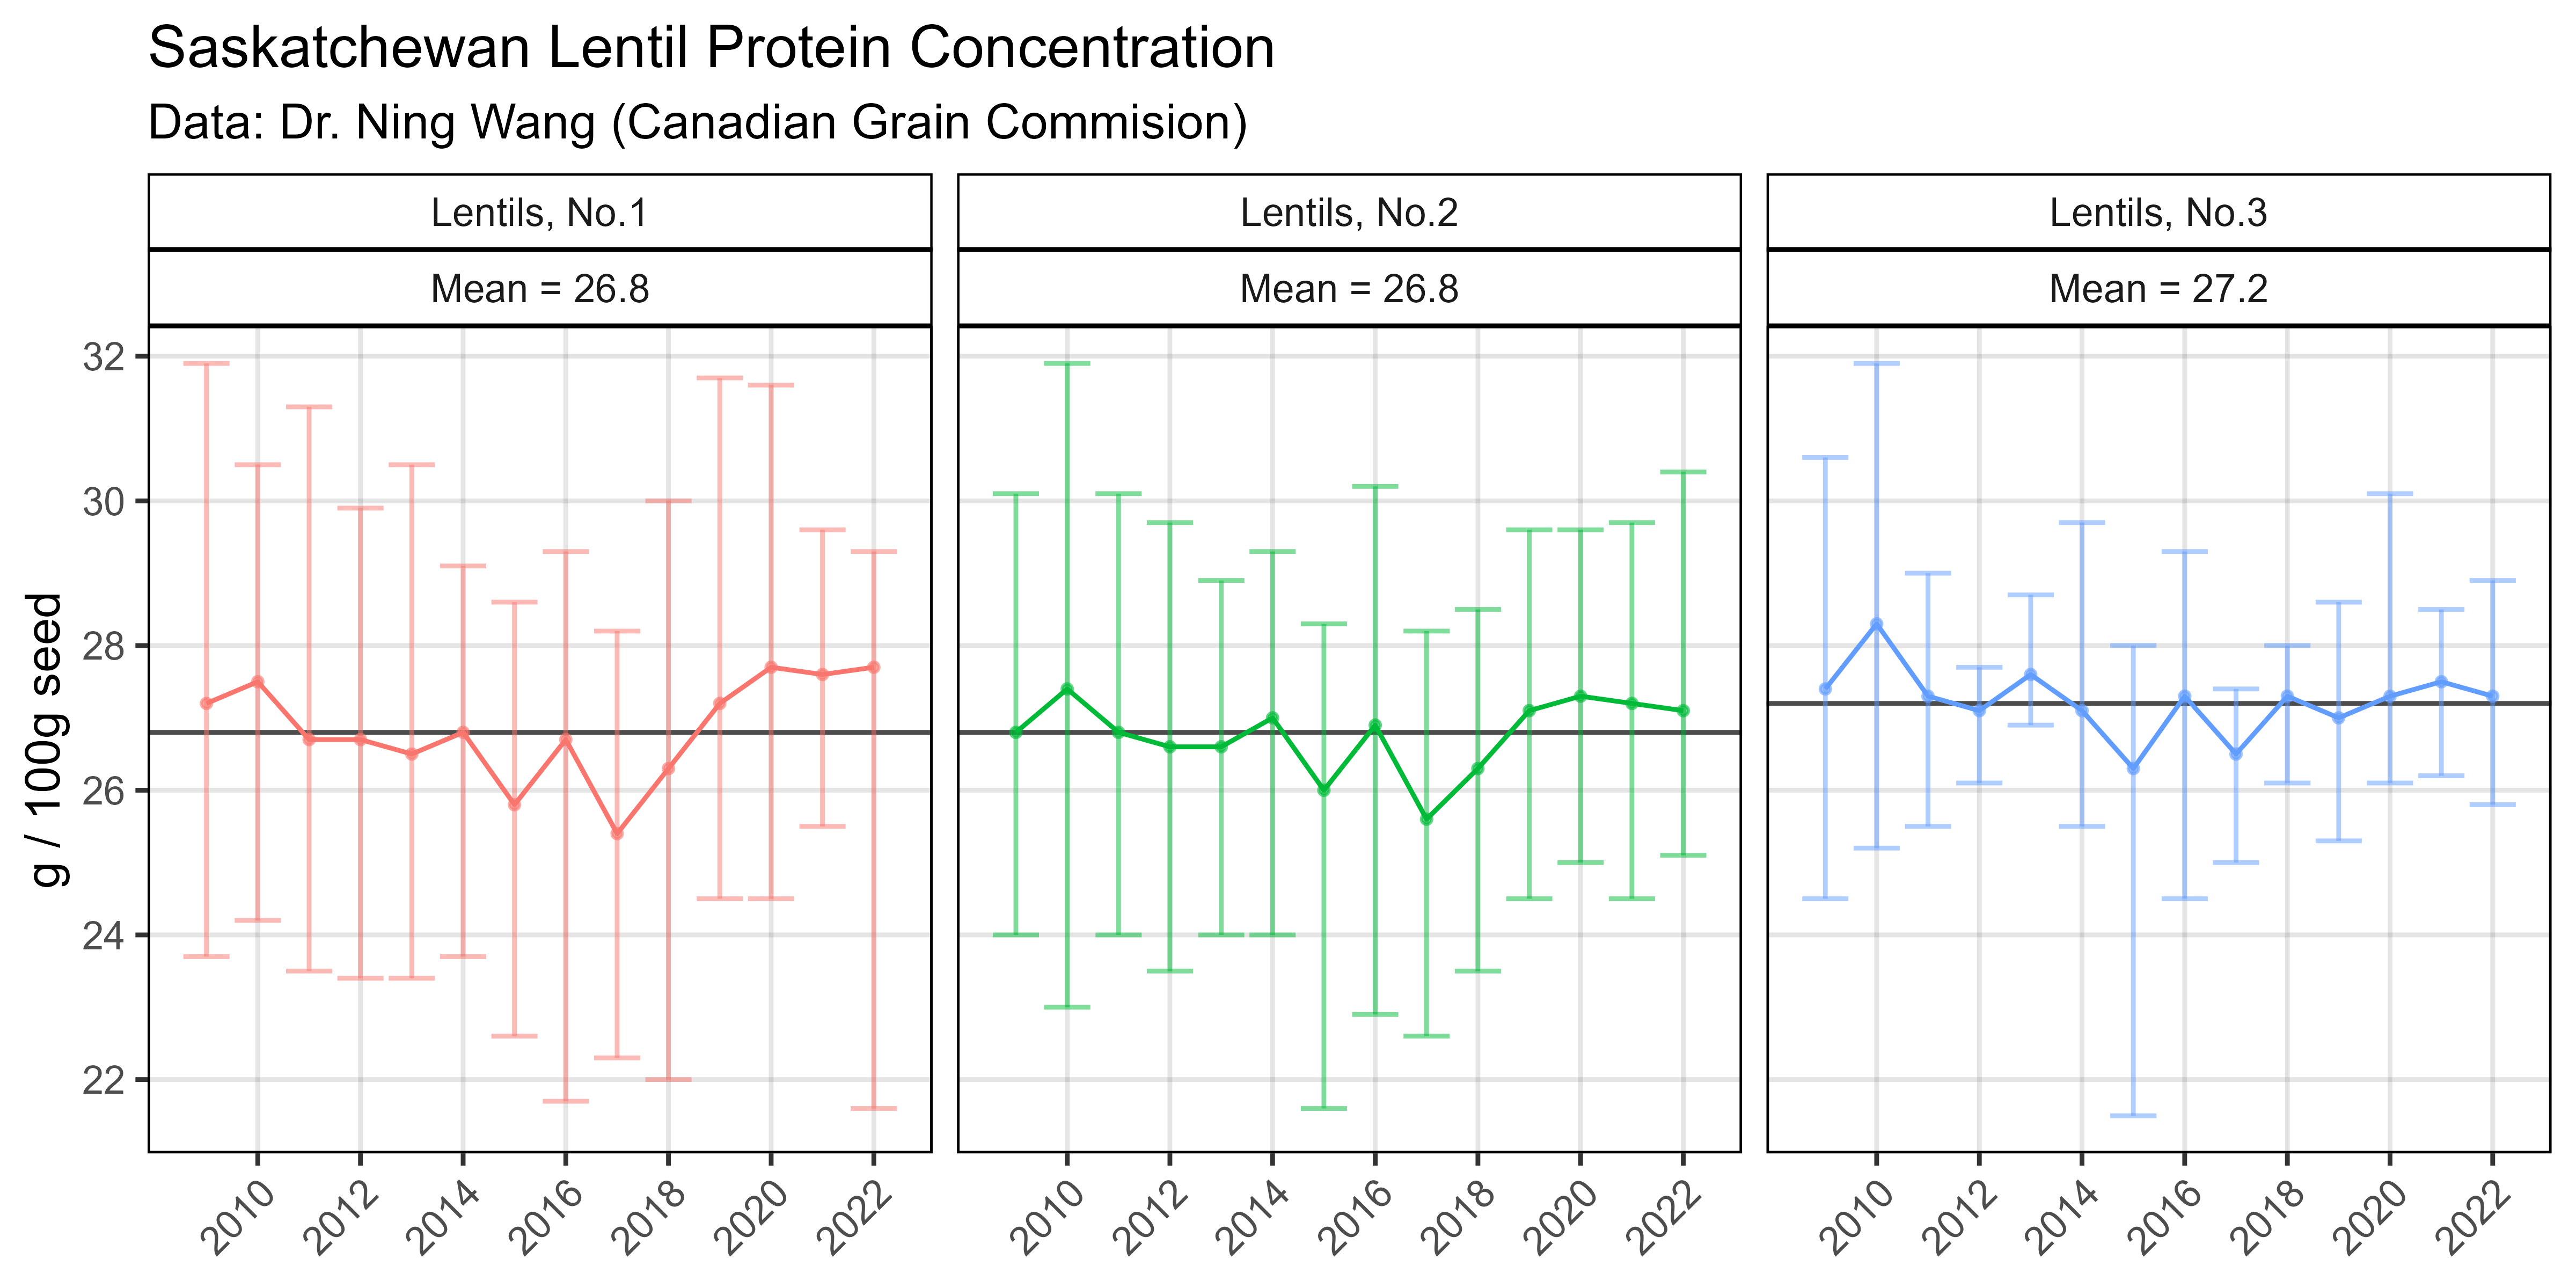 Saskatchewan Lentil Protein Concentration
Data: Dr. Ning Wang (Canadian Grain Commision)
Lentils, No.1
Mean = 26.8
Lentils, No.2
Mean = 26.8
Lentils, No.3
Mean = 27.2
g / 100g seed
32
30
28
26
24
22
2010 2012 2014 2016 2018 2020 2022
2010 2012 2014 2016 2018 2020 2022
2010 2012 2014 2016 2018 2020 2022